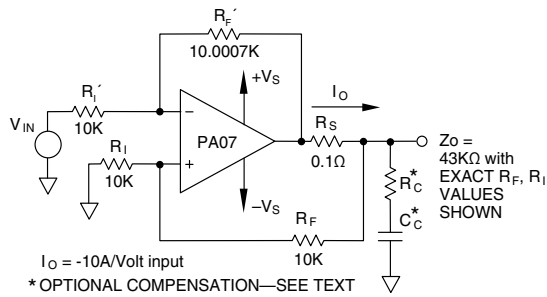 R_F´
10.0007K
+V_S
I_O
R_I´
V_IN
10K
−
PA07
R_S
0.1Ω
R_I
10K
+
Zo =
43KΩ with
EXACT R_F, R_I
VALUES
SHOWN
R_C*
C_C*
−V_S
R_F
10K
I_O = -10A/Volt input
* OPTIONAL COMPENSATION—SEE TEXT